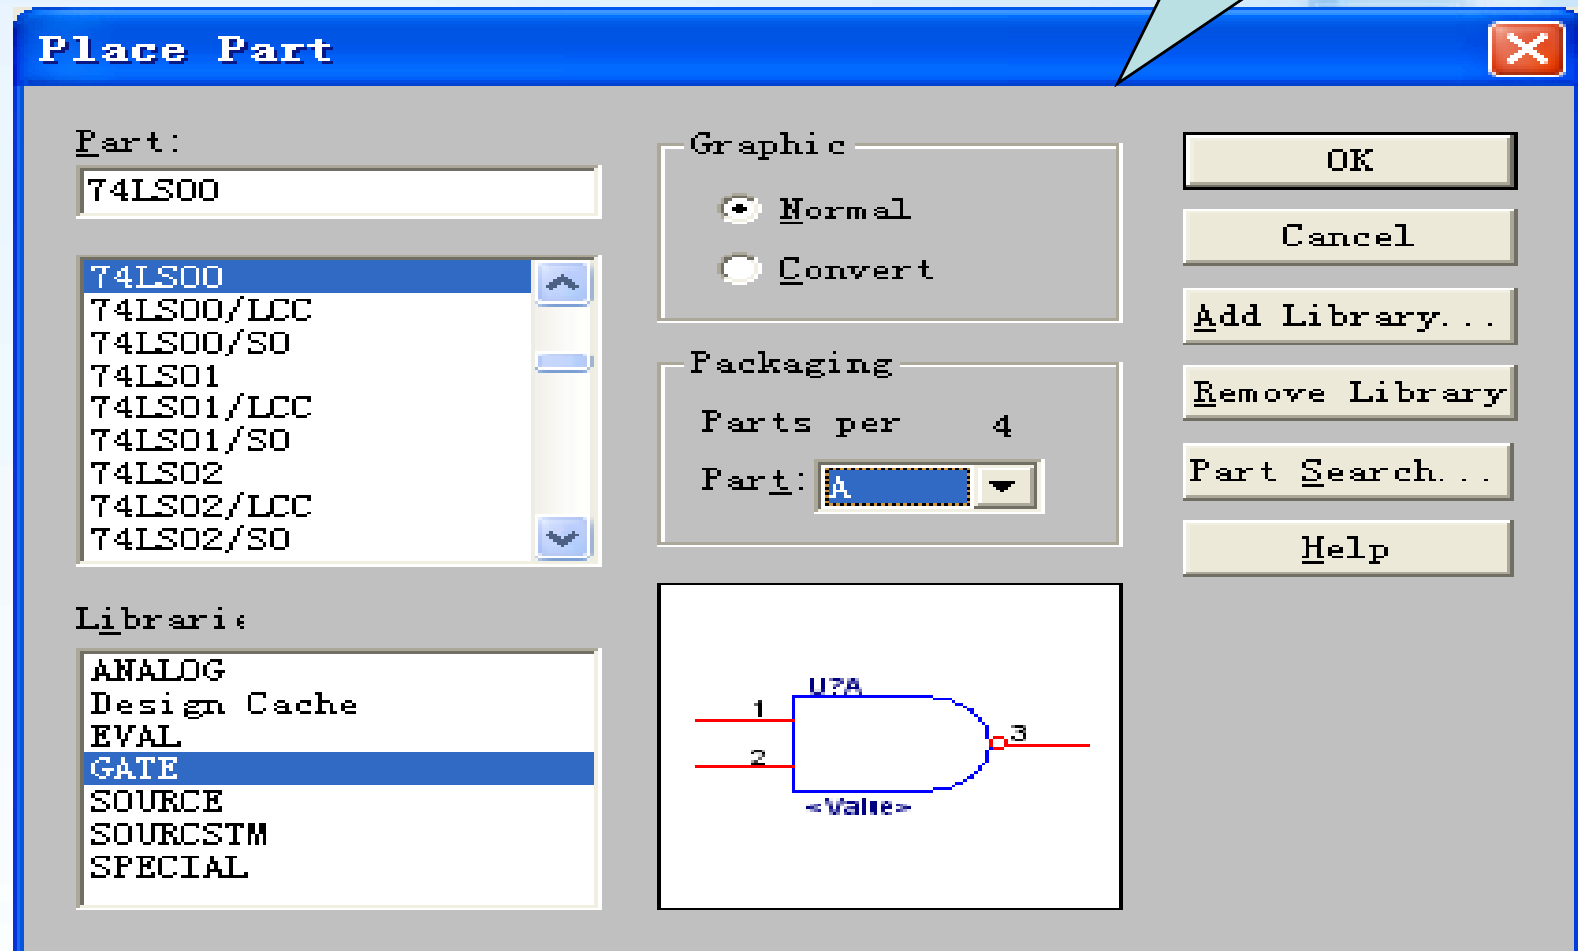 Place Part
Part:
74LS00
74LS00
74LS00/LCC
74LS00/SO
74LS01
74LS01/LCC
74LS01/SO
74LS02
74LS02/LCC
74LS02/SO
Librarie
ANALOG
Design Cache
EVAL
GATE
SOURCE
SOURCSTM
SPECIAL
Graphic
Normal
Convert
Packaging
Parts per 4
Part: A
U?A
1
2
3
<Value>
OK
Cancel
Add Library...
Remove Library
Part Search...
Help